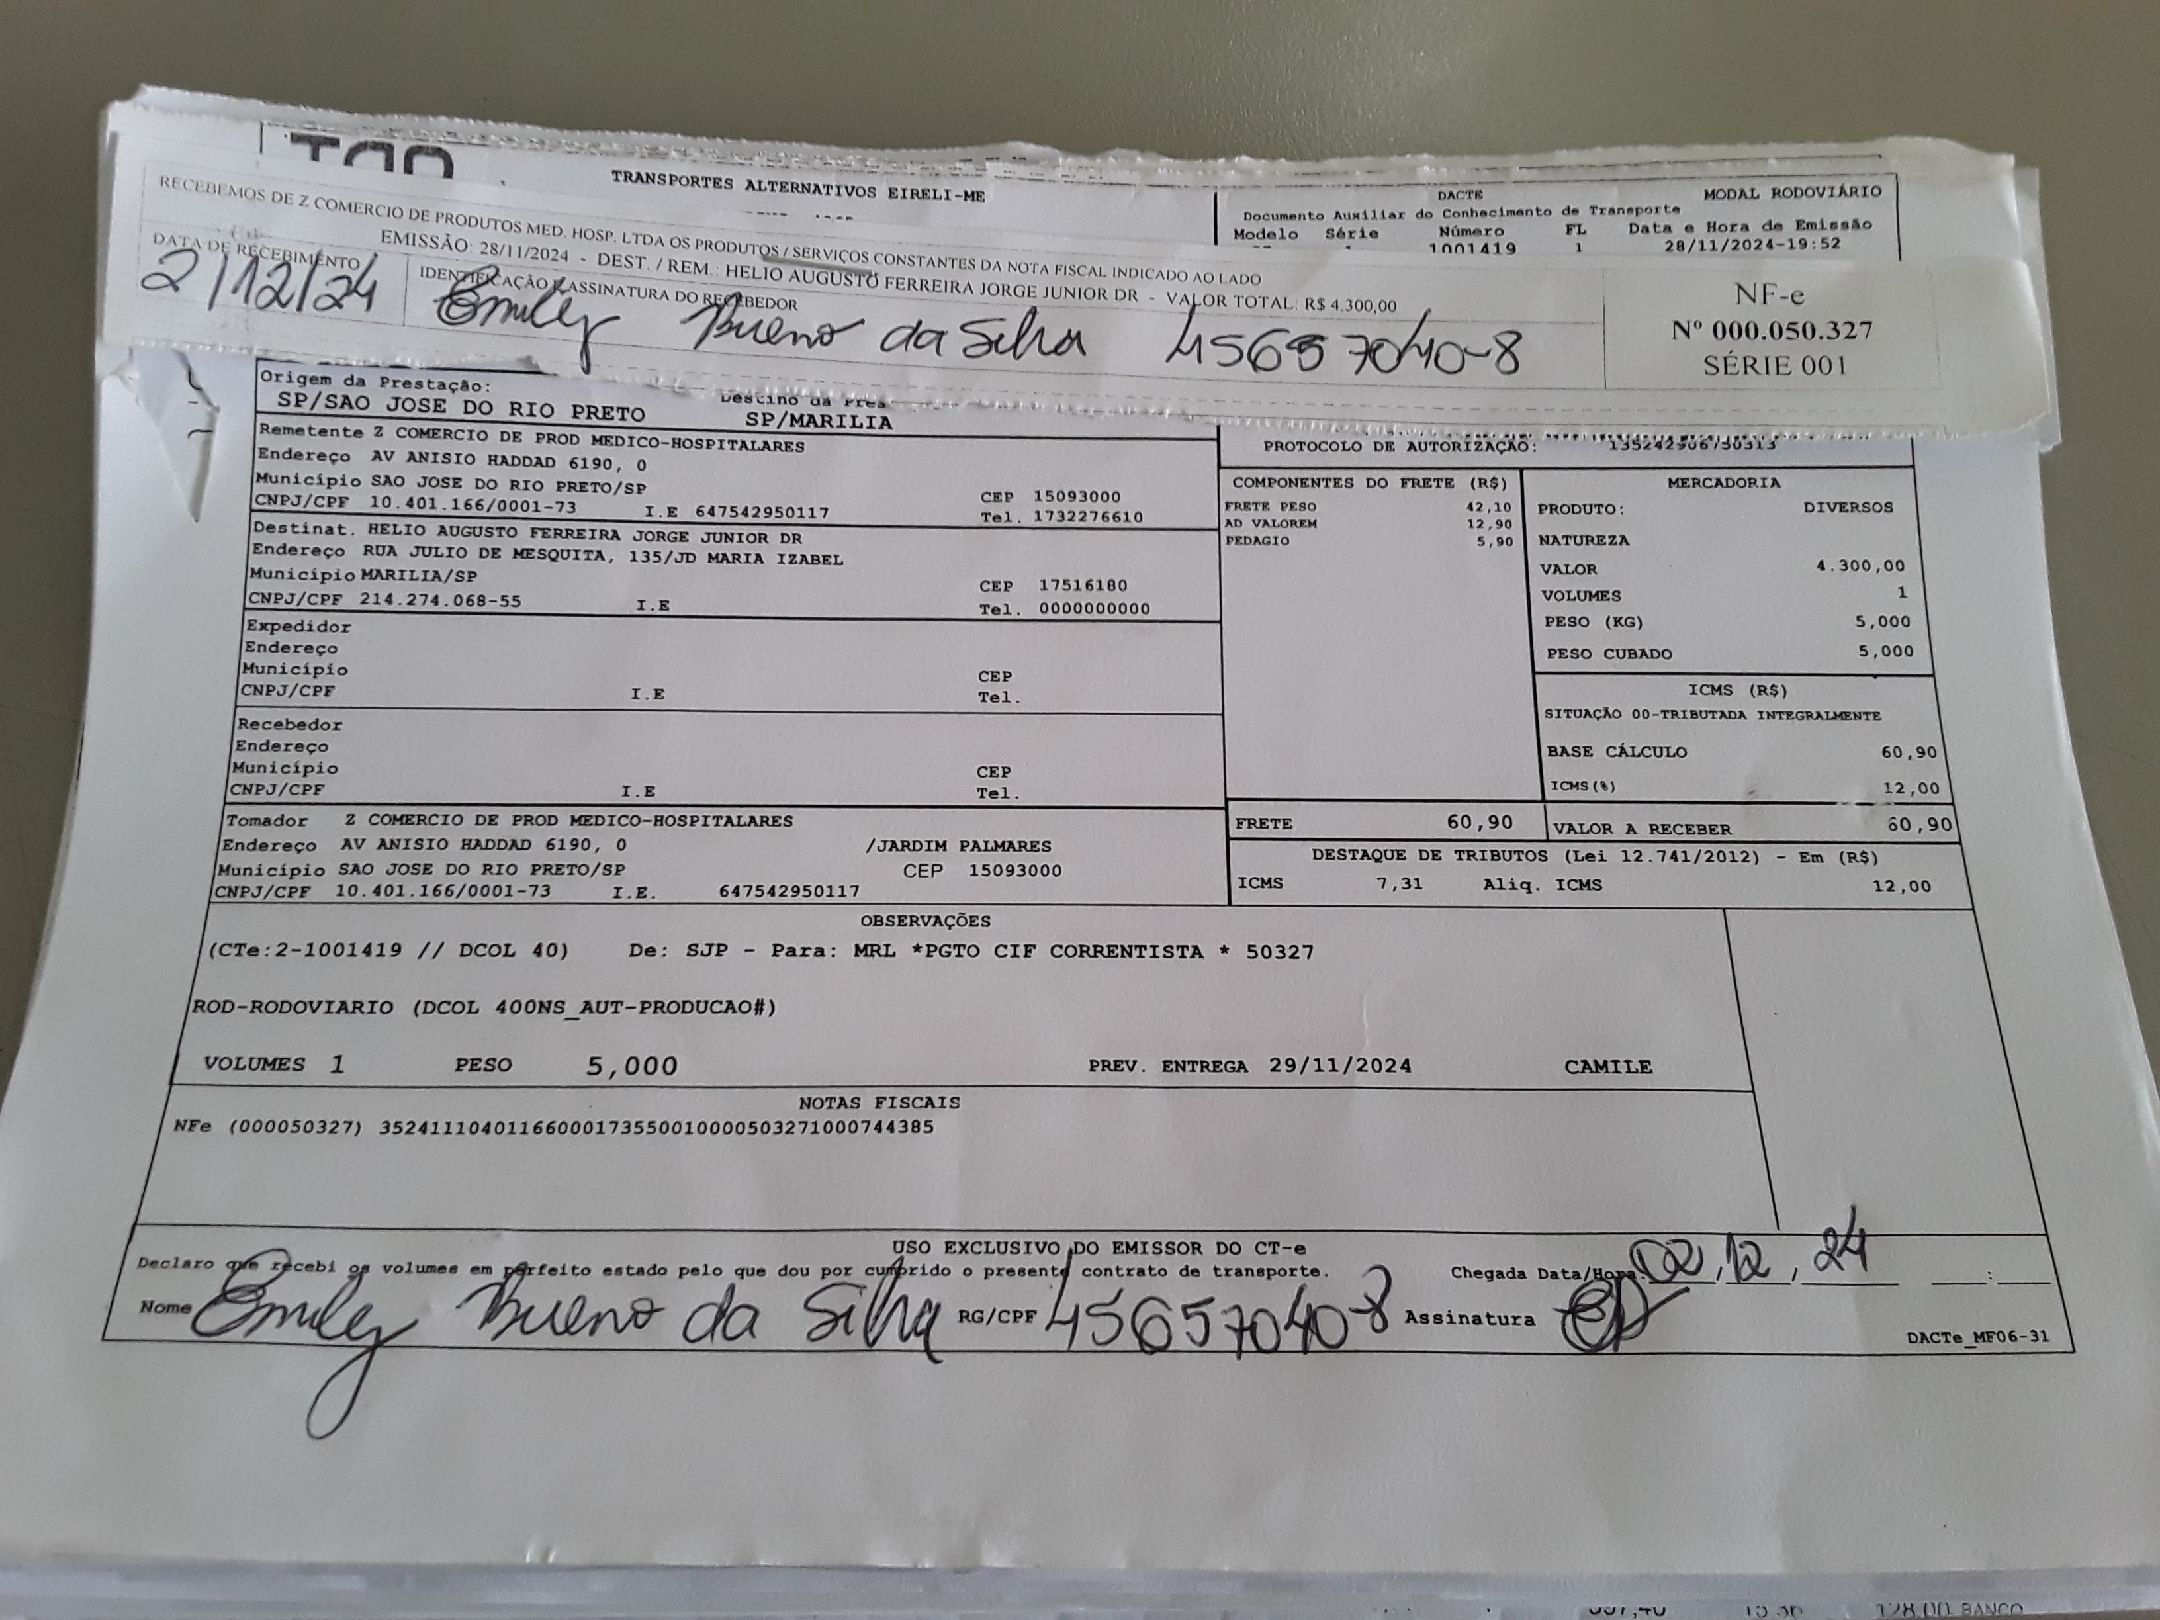 TRANSPORTES ALTERNATIVOS EIRELI-ME
DACTE
MODAL RODOVIÁRIO
Documento Auxiliar do Conhecimento de Transporte
Modelo Série Número FL Data e Hora de Emissão
1001419 1 28/11/2024-19:52
RECEBEMOS DE Z COMERCIO DE PRODUTOS MED. HOSP. LTDA OS PRODUTOS / SERVIÇOS CONSTANTES DA NOTA FISCAL INDICADO AO LADO
EMISSÃO: 28/11/2024 - DEST. / REM.: HELIO AUGUSTO FERREIRA JORGE JUNIOR DR - VALOR TOTAL: R$ 4.300,00
DATA DE RECEBIMENTO
2/12/24
IDENTIFICAÇÃO E ASSINATURA DO RECEBEDOR
Emiley Bueno da Silva 45657040-8
NF-e
Nº 000.050.327
SÉRIE 001
Origem da Prestação:
SP/SAO JOSE DO RIO PRETO
Destino da Pres
SP/MARILIA
Remetente Z COMERCIO DE PROD MEDICO-HOSPITALARES
Endereço AV ANISIO HADDAD 6190, 0
Município SAO JOSE DO RIO PRETO/SP CEP 15093000
CNPJ/CPF 10.401.166/0001-73 I.E 647542950117 Tel. 1732276610
Destinat. HELIO AUGUSTO FERREIRA JORGE JUNIOR DR
Endereço RUA JULIO DE MESQUITA, 135/JD MARIA IZABEL
Município MARILIA/SP CEP 17516180
CNPJ/CPF 214.274.068-55 I.E Tel. 0000000000
Expedidor
Endereço
Município CEP
CNPJ/CPF I.E Tel.
Recebedor
Endereço
Município CEP
CNPJ/CPF I.E Tel.
Tomador Z COMERCIO DE PROD MEDICO-HOSPITALARES
Endereço AV ANISIO HADDAD 6190, 0 /JARDIM PALMARES
Município SAO JOSE DO RIO PRETO/SP CEP 15093000
CNPJ/CPF 10.401.166/0001-73 I.E. 647542950117
PROTOCOLO DE AUTORIZAÇÃO: 135242906750313
COMPONENTES DO FRETE (R$)
FRETE PESO 42,10
AD VALOREM 12,90
PEDAGIO 5,90
MERCADORIA
PRODUTO: DIVERSOS
NATUREZA
VALOR 4.300,00
VOLUMES 1
PESO (KG) 5,000
PESO CUBADO 5,000
ICMS (R$)
SITUAÇÃO 00-TRIBUTADA INTEGRALMENTE
BASE CÁLCULO 60,90
ICMS(%) 12,00
FRETE 60,90 VALOR A RECEBER 60,90
DESTAQUE DE TRIBUTOS (Lei 12.741/2012) - Em (R$)
ICMS 7,31 Aliq. ICMS 12,00
OBSERVAÇÕES
(CTe:2-1001419 // DCOL 40) De: SJP - Para: MRL *PGTO CIF CORRENTISTA * 50327
ROD-RODOVIARIO (DCOL 400NS_AUT-PRODUCAO#)
VOLUMES 1 PESO 5,000 PREV. ENTREGA 29/11/2024 CAMILE
NOTAS FISCAIS
NFe (000050327) 35241110401166000173550010000503271000744385
USO EXCLUSIVO DO EMISSOR DO CT-e
Declaro que recebi os volumes em perfeito estado pelo que dou por cumprido o presente contrato de transporte. Chegada Data/Hora: 02,12,24 :
Nome Emiley Bueno da Silva RG/CPF 45657040-8 Assinatura
DACTe_MF06-31